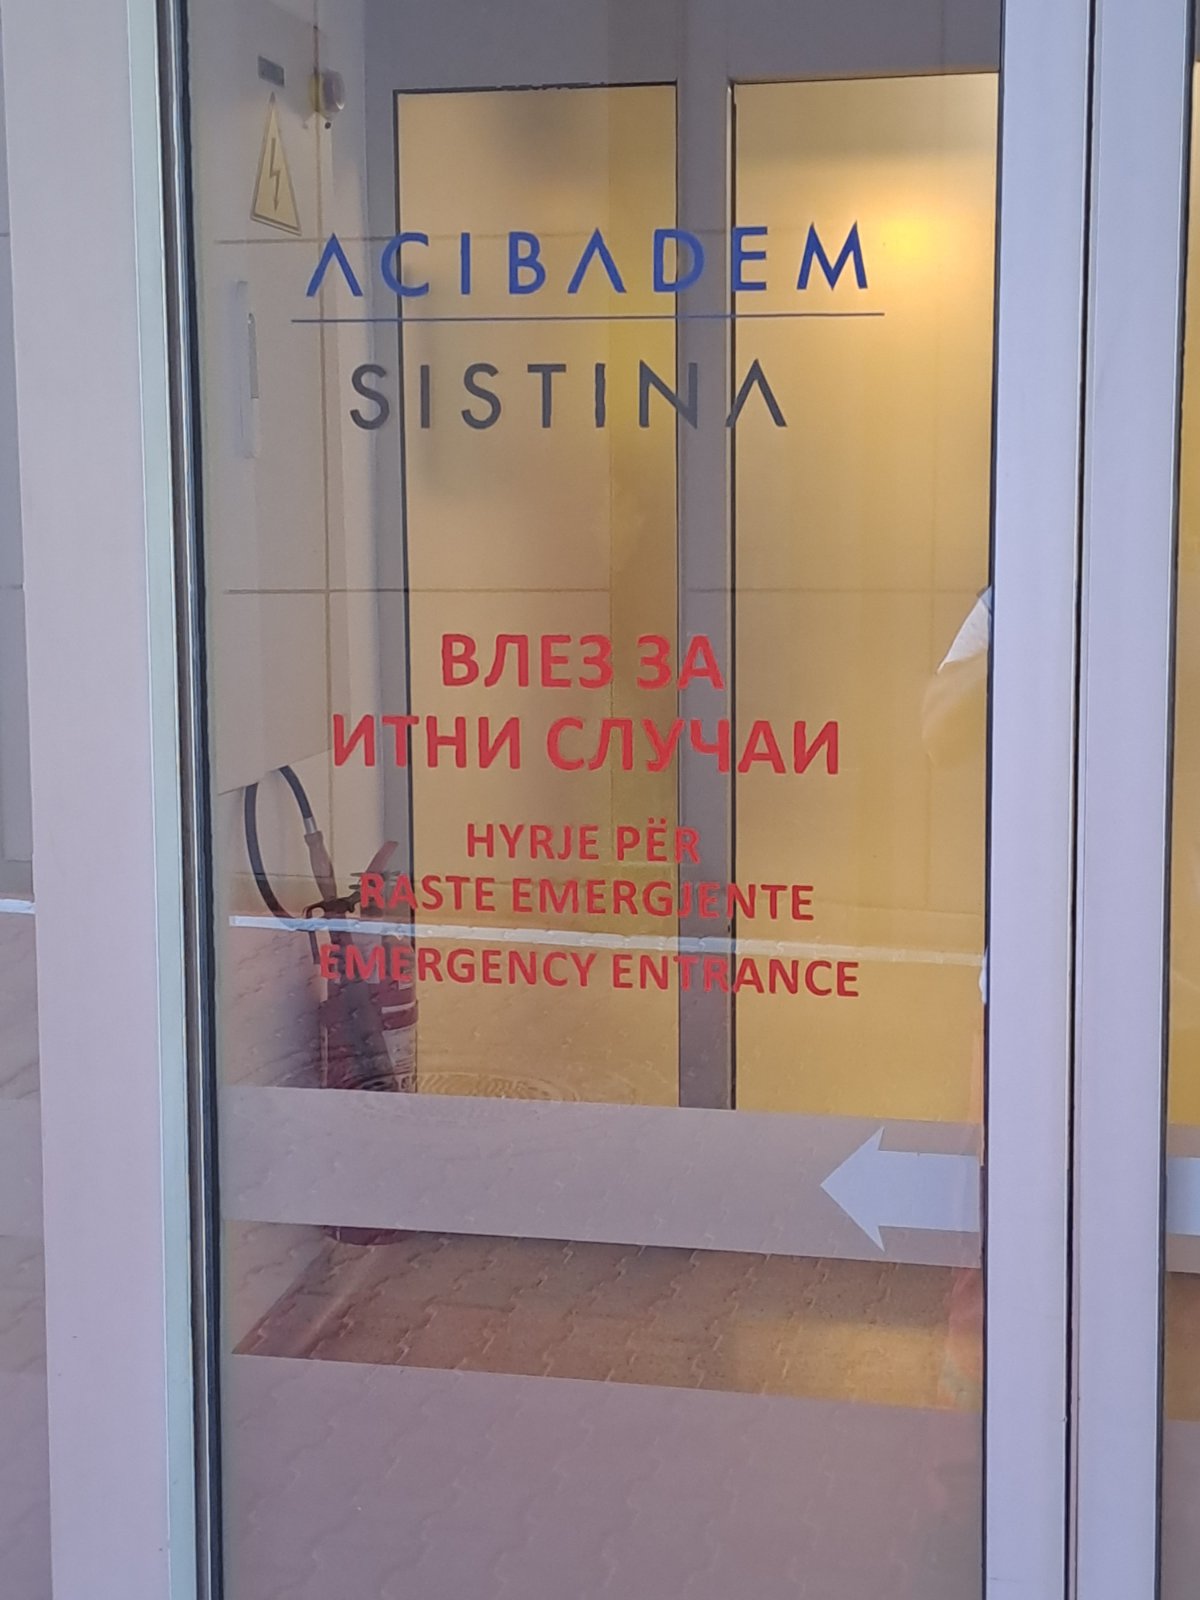 ACIBADEM
SISTINA
ВЛЕЗ ЗА
ИТНИ СЛУЧАИ
HYRJE PËR
RASTE EMERGJENTE
EMERGENCY ENTRANCE